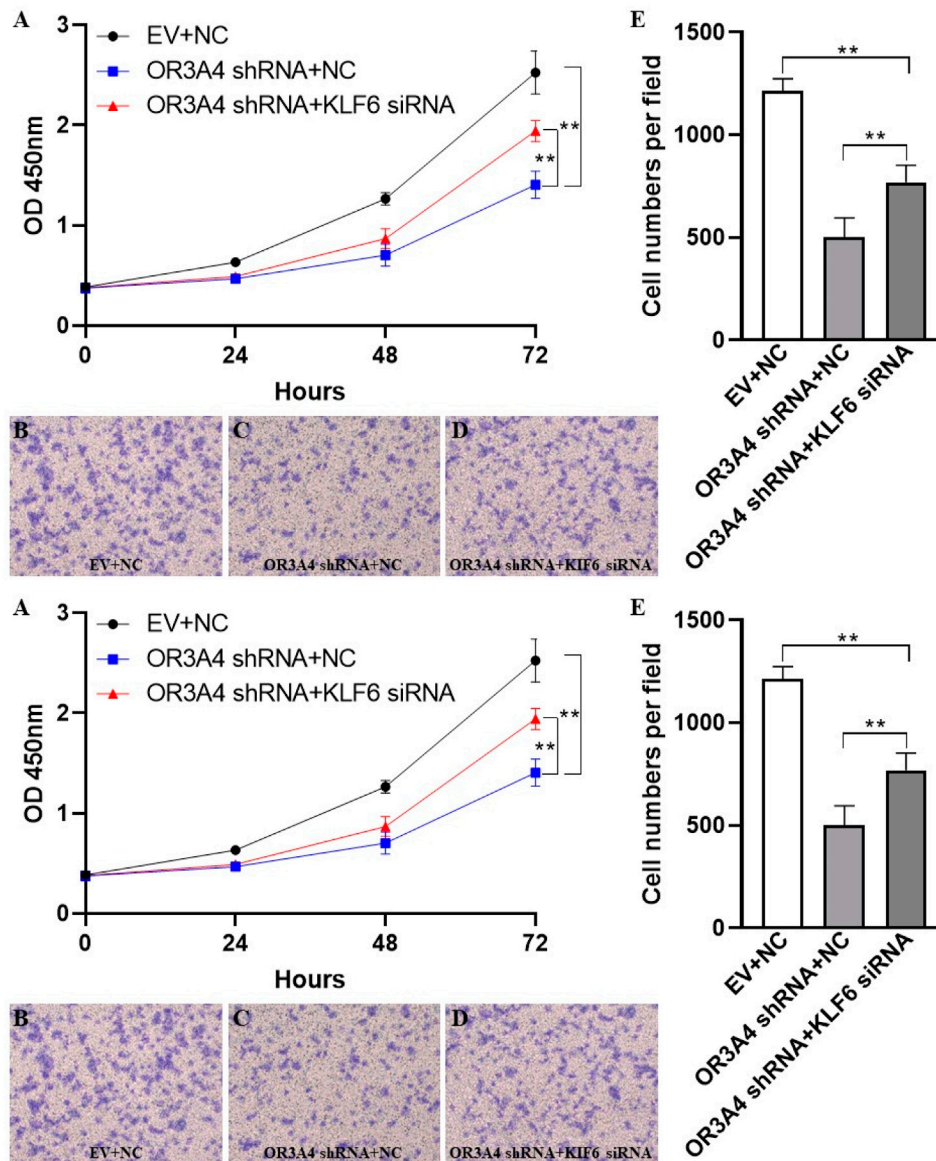 A
3
2
1
0
OD 450nm
EV+NC
OR3A4 shRNA+NC
OR3A4 shRNA+KLF6 siRNA
**
**
0
24
48
72
Hours
E
1500
1000
500
0
Cell numbers per field
**
**
EV+NC
OR3A4 shRNA+NC
OR3A4 shRNA+KLF6 siRNA
B
EV+NC
C
OR3A4 shRNA+NC
D
OR3A4 shRNA+KIF6 siRNA
A
3
2
1
0
OD 450nm
EV+NC
OR3A4 shRNA+NC
OR3A4 shRNA+KLF6 siRNA
**
**
0
24
48
72
Hours
E
1500
1000
500
0
Cell numbers per field
**
**
EV+NC
OR3A4 shRNA+NC
OR3A4 shRNA+KLF6 siRNA
B
EV+NC
C
OR3A4 shRNA+NC
D
OR3A4 shRNA+KIF6 siRNA